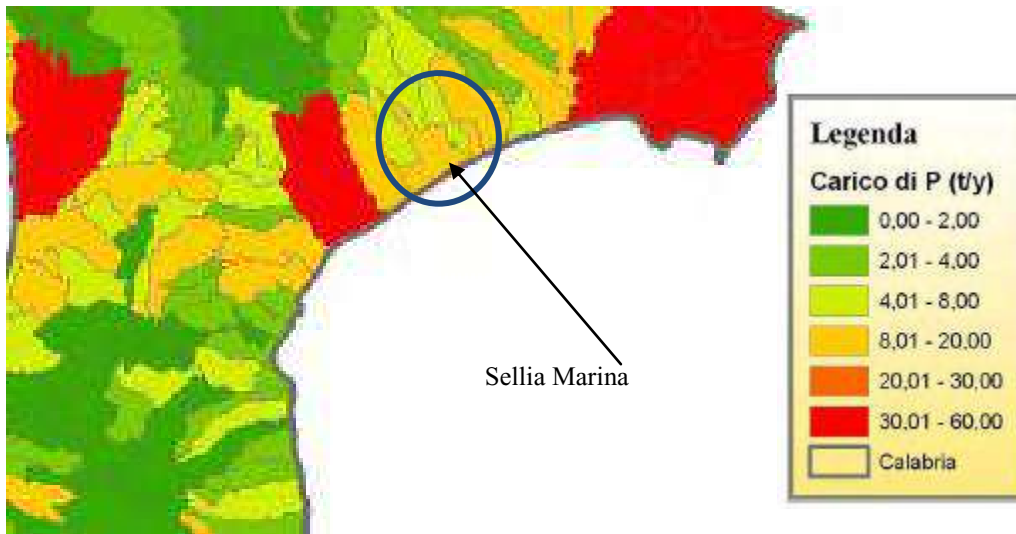 Sellia Marina
Legenda
Carico di P (t/y)
0,00 - 2,00
2,01 - 4,00
4,01 - 8,00
8,01 - 20,00
20,01 - 30,00
30,01 - 60,00
Calabria